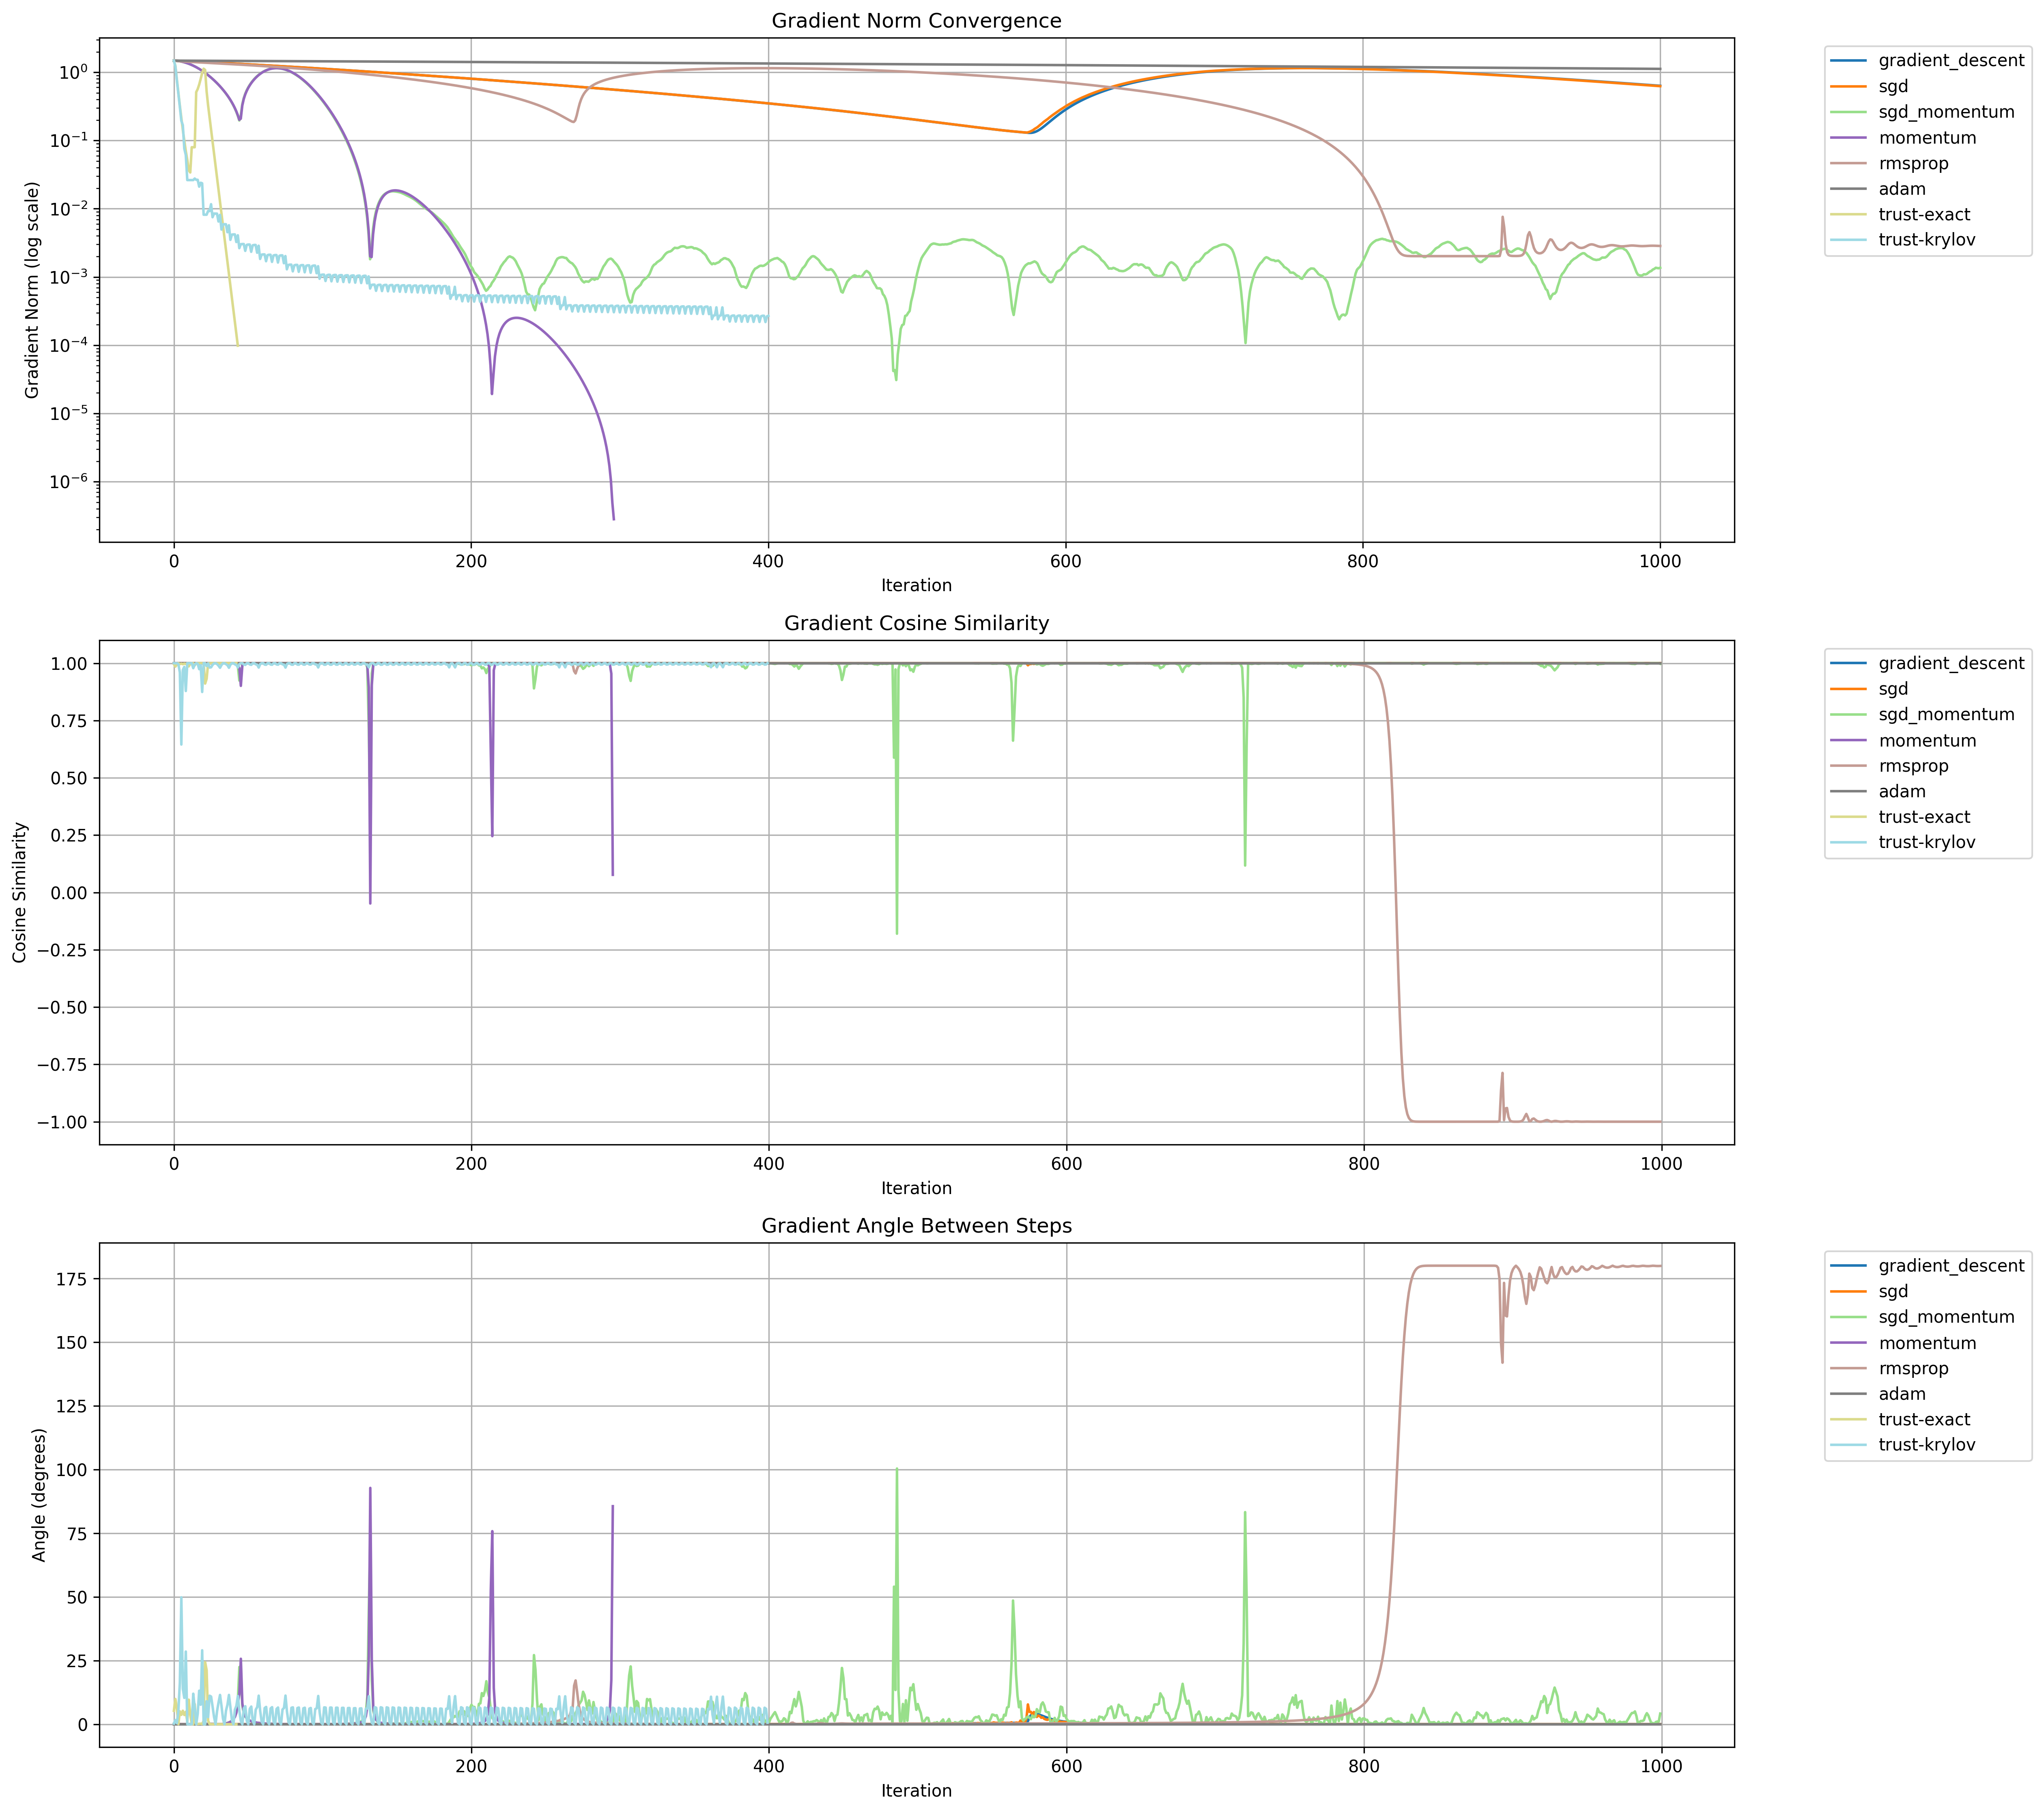 Gradient Norm Convergence
Gradient Norm (log scale)
10⁰
10⁻¹
10⁻²
10⁻³
10⁻⁴
10⁻⁵
10⁻⁶
0 200 400 600 800 1000
Iteration
gradient_descent
sgd
sgd_momentum
momentum
rmsprop
adam
trust-exact
trust-krylov
Gradient Cosine Similarity
Cosine Similarity
1.00
0.75
0.50
0.25
0.00
−0.25
−0.50
−0.75
−1.00
0 200 400 600 800 1000
Iteration
gradient_descent
sgd
sgd_momentum
momentum
rmsprop
adam
trust-exact
trust-krylov
Gradient Angle Between Steps
Angle (degrees)
175
150
125
100
75
50
25
0
0 200 400 600 800 1000
Iteration
gradient_descent
sgd
sgd_momentum
momentum
rmsprop
adam
trust-exact
trust-krylov